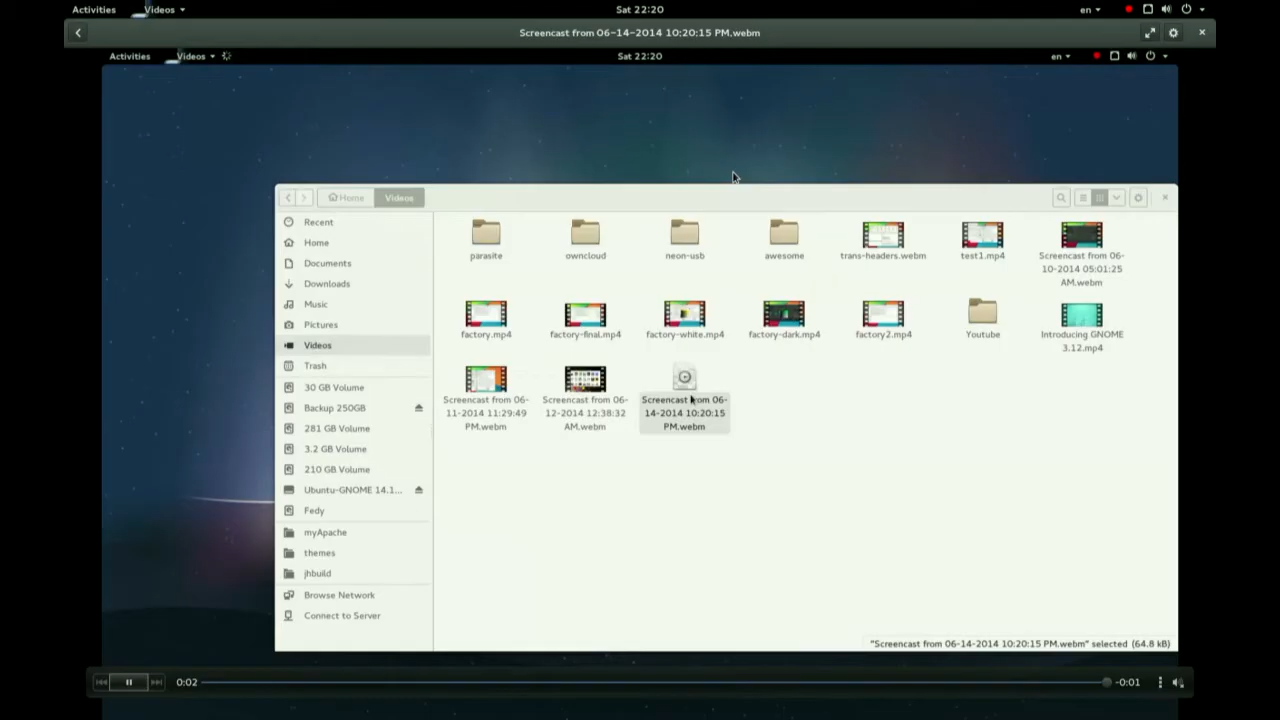 Activities Videos Sat 22:20 en
Screencast from 06-14-2014 10:20:15 PM.webm
Activities Videos Sat 22:20 en
Home Videos
Recent
Home
Documents
Downloads
Music
Pictures
Videos
Trash
30 GB Volume
Backup 250GB
281 GB Volume
3.2 GB Volume
210 GB Volume
Ubuntu-GNOME 14.1...
Fedy
myApache
themes
jhbuild
Browse Network
Connect to Server
parasite
owncloud
neon-usb
awesome
trans-headers.webm
test1.mp4
Screencast from 06-
10-2014 05:01:25
AM.webm
factory.mp4
factory-final.mp4
factory-white.mp4
factory-dark.mp4
factory2.mp4
Youtube
Introducing GNOME
3.12.mp4
Screencast from 06-
11-2014 11:29:49
PM.webm
Screencast from 06-
12-2014 12:38:32
AM.webm
Screencast from 06-
14-2014 10:20:15
PM.webm
"Screencast from 06-14-2014 10:20:15 PM.webm" selected (64.8 kB)
0:02 -0:01